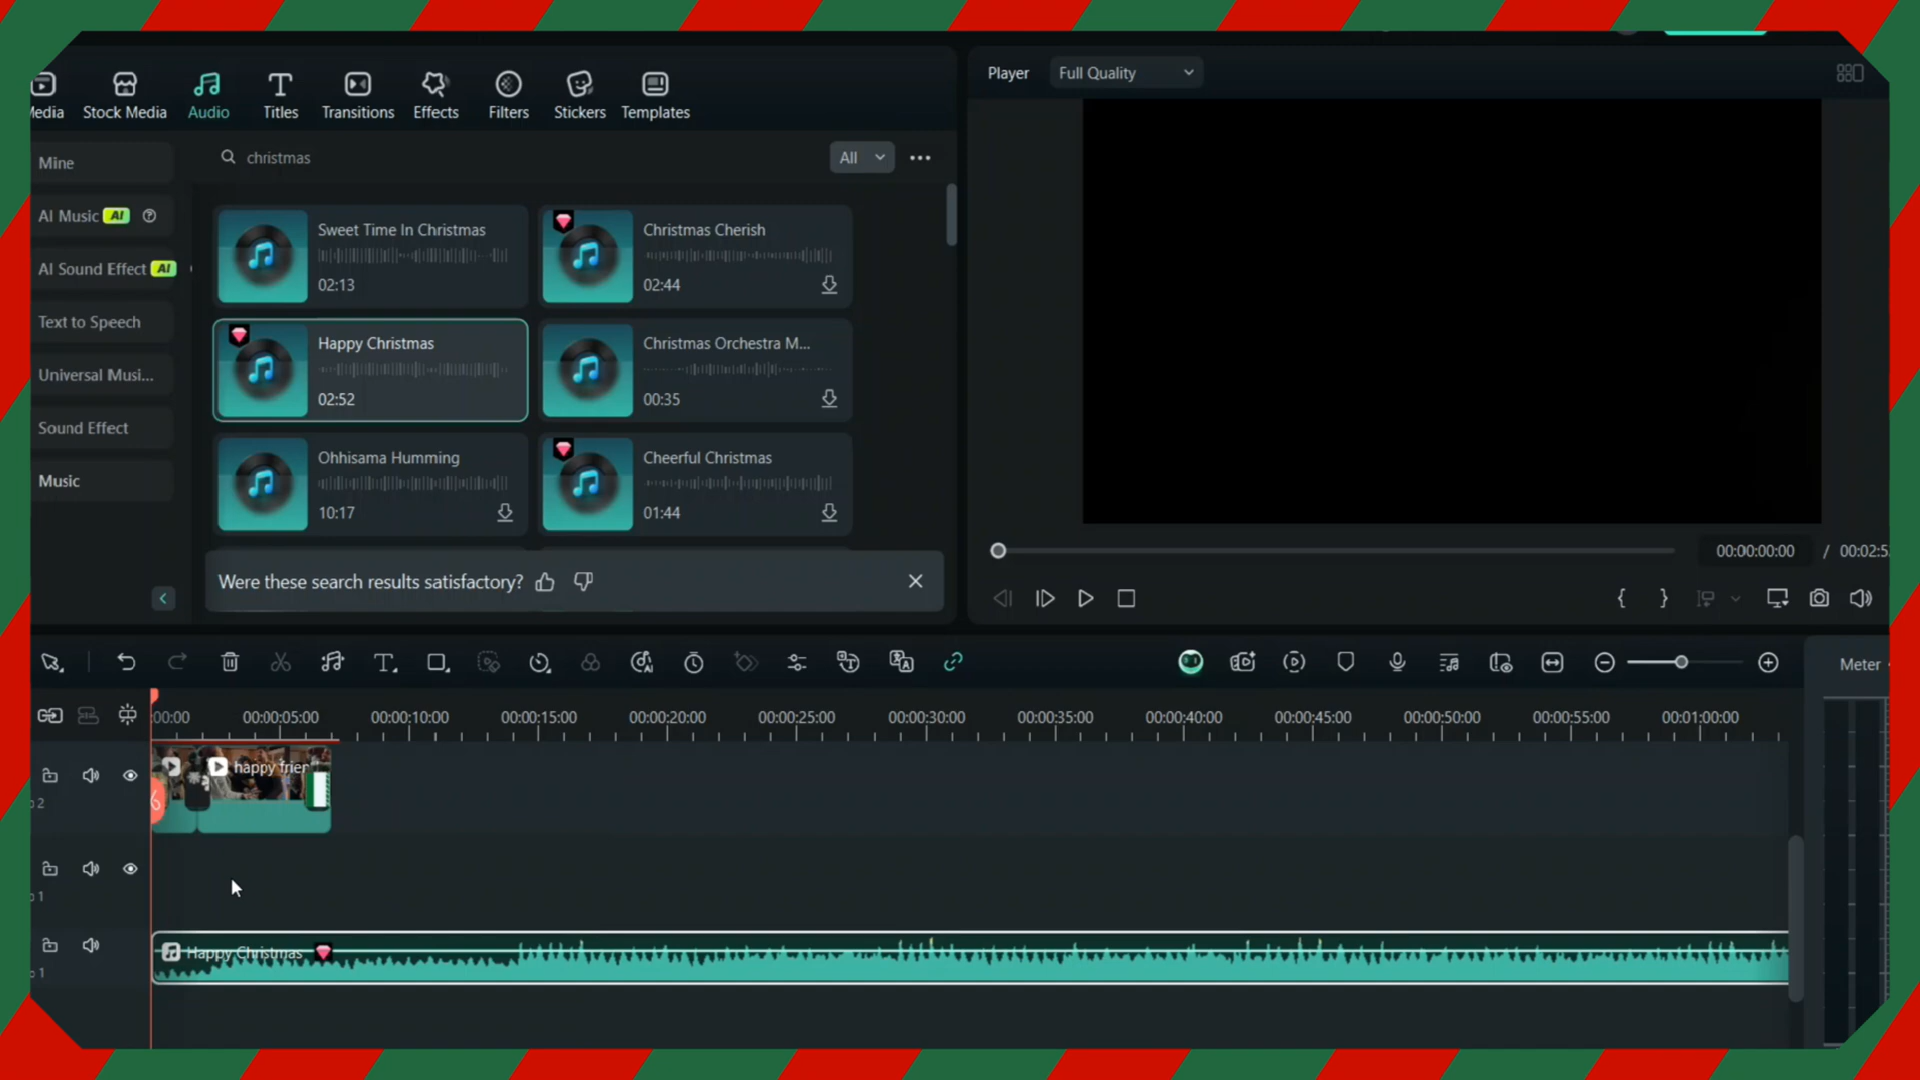 Media
Stock Media
Audio
Titles
Transitions
Effects
Filters
Stickers
Templates
Player
Full Quality
Mine
AI Music AI
AI Sound Effect AI
Text to Speech
Universal Musi...
Sound Effect
Music
christmas
All
Sweet Time In Christmas
02:13
Christmas Cherish
02:44
Happy Christmas
02:52
Christmas Orchestra M...
00:35
Ohhisama Humming
10:17
Cheerful Christmas
01:44
Were these search results satisfactory?
00:00:00:00 / 00:02:5
Meter
:00:00 00:00:05:00 00:00:10:00 00:00:15:00 00:00:20:00 00:00:25:00 00:00:30:00 00:00:35:00 00:00:40:00 00:00:45:00 00:00:50:00 00:00:55:00 00:01:00:00
happy frien
2
1
Happy Christmas
1